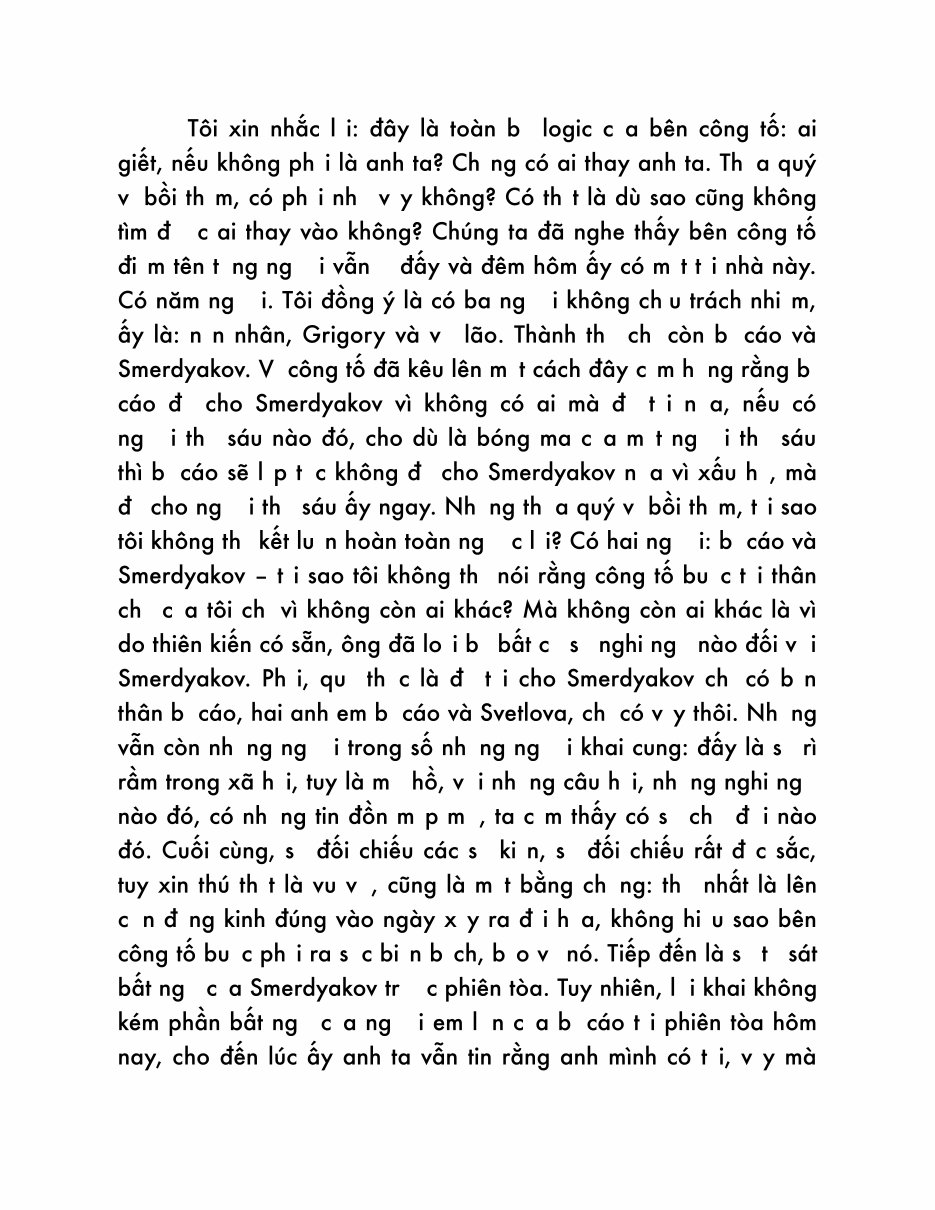 Tôi xin nhắc l i: đây là toàn b logic c a bên công tố: ai
giết, nếu không ph i là anh ta? Ch ng có ai thay anh ta. Th a quý
v bồi th m, có ph i nh v y không? Có th t là dù sao cũng không
tìm đ c ai thay vào không? Chúng ta đã nghe thấy bên công tố
đi m tên t ng ng i vẫn đấy và đêm hôm ấy có m t t i nhà này.
Có năm ng i. Tôi đồng ý là có ba ng i không ch u trách nhi m,
ấy là: n n nhân, Grigory và v lão. Thành th ch còn b cáo và
Smerdyakov. V công tố đã kêu lên m t cách đây c m h ng rằng b
cáo đ cho Smerdyakov vì không có ai mà đ t i n a, nếu có
ng i th sáu nào đó, cho dù là bóng ma c a m t ng i th sáu
thì b cáo sẽ l p t c không đ cho Smerdyakov n a vì xấu h , mà
đ cho ng i th sáu ấy ngay. Nh ng th a quý v bồi th m, t i sao
tôi không th kết lu n hoàn toàn ng c l i? Có hai ng i: b cáo và
Smerdyakov – t i sao tôi không th nói rằng công tố bu c t i thân
ch c a tôi ch vì không còn ai khác? Mà không còn ai khác là vì
do thiên kiến có sẵn, ông đã lo i b bất c s nghi ng nào đối v i
Smerdyakov. Ph i, qu th c là đ t i cho Smerdyakov ch có b n
thân b cáo, hai anh em b cáo và Svetlova, ch có v y thôi. Nh ng
vẫn còn nh ng ng i trong số nh ng ng i khai cung: đấy là s rì
rầm trong xã h i, tuy là m hồ, v i nh ng câu h i, nh ng nghi ng
nào đó, có nh ng tin đồn m p m , ta c m thấy có s ch đ i nào
đó. Cuối cùng, s đối chiếu các s ki n, s đối chiếu rất đ c sắc,
tuy xin thú th t là vu v , cũng là m t bằng ch ng: th nhất là lên
c n đ ng kinh đúng vào ngày x y ra đ i h a, không hi u sao bên
công tố bu c ph i ra s c bi n b ch, b o v nó. Tiếp đến là s t sát
bất ng c a Smerdyakov tr c phiên tòa. Tuy nhiên, l i khai không
kém phần bất ng c a ng i em l n c a b cáo t i phiên tòa hôm
nay, cho đến lúc ấy anh ta vẫn tin rằng anh mình có t i, v y mà